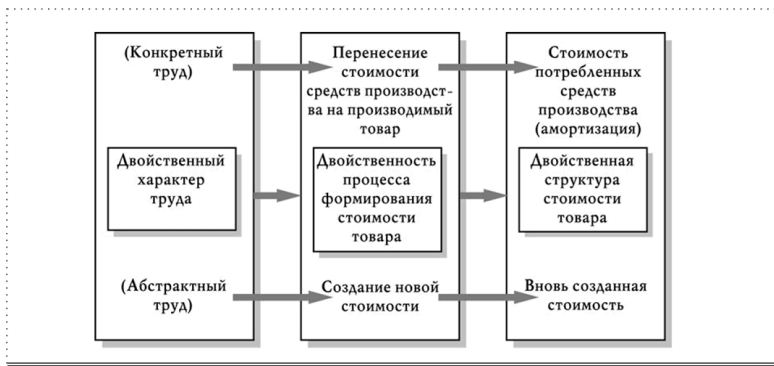 (Конкретный
труд)
Перенесение
стоимости
средств производст-
ва на производимый
товар
Стоимость
потребленных
средств
производства
(амортизация)
Двойственный
характер
труда
Двойственность
процесса
формирования
стоимости
товара
Двойственная
структура
стоимости
товара
(Абстрактный
труд)
Создание новой
стоимости
Вновь созданная
стоимость